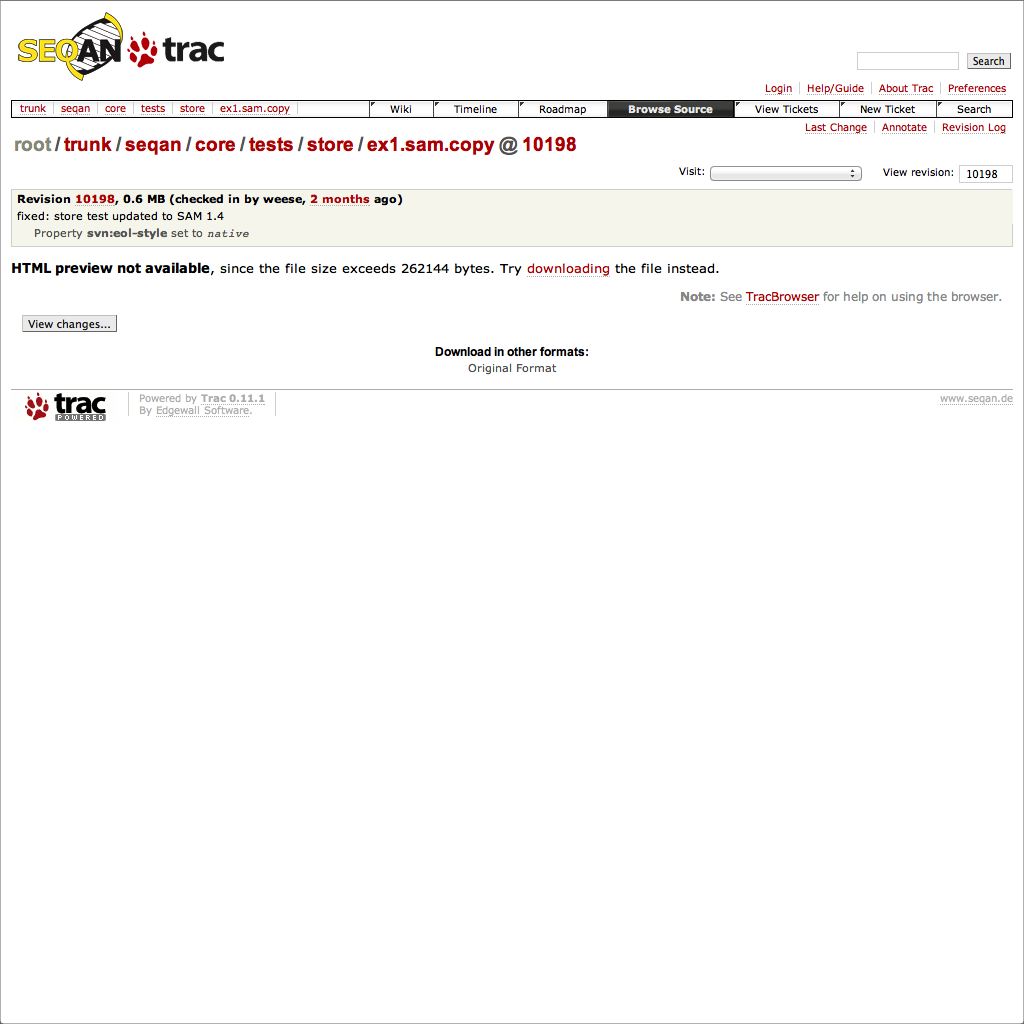 SEQAN trac
Search
Login Help/Guide About Trac Preferences
trunk seqan core tests store ex1.sam.copy Wiki Timeline Roadmap Browse Source View Tickets New Ticket Search
Last Change Annotate Revision Log
root / trunk / seqan / core / tests / store / ex1.sam.copy @ 10198
Visit: View revision: 10198
Revision 10198, 0.6 MB (checked in by weese, 2 months ago)
fixed: store test updated to SAM 1.4
Property svn:eol-style set to native
HTML preview not available, since the file size exceeds 262144 bytes. Try downloading the file instead.
Note: See TracBrowser for help on using the browser.
View changes...
Download in other formats:
Original Format
trac POWERED
Powered by Trac 0.11.1
By Edgewall Software.
www.seqan.de